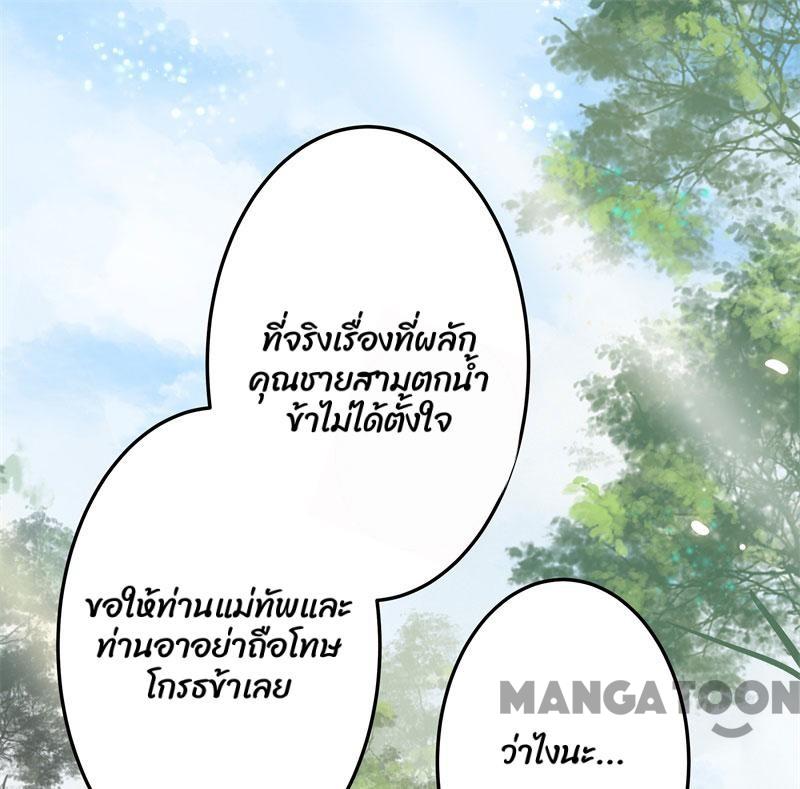 ที่จริงเรื่องที่ผลัก
คุณชายสามตกน้ำ
ข้าไม่ได้ตั้งใจ
ขอให้ท่านแม่ทัพและ
ท่านอาอย่าถือโทษ
โกรธข้าเลย
MANGATOON
ว่าไงนะ...